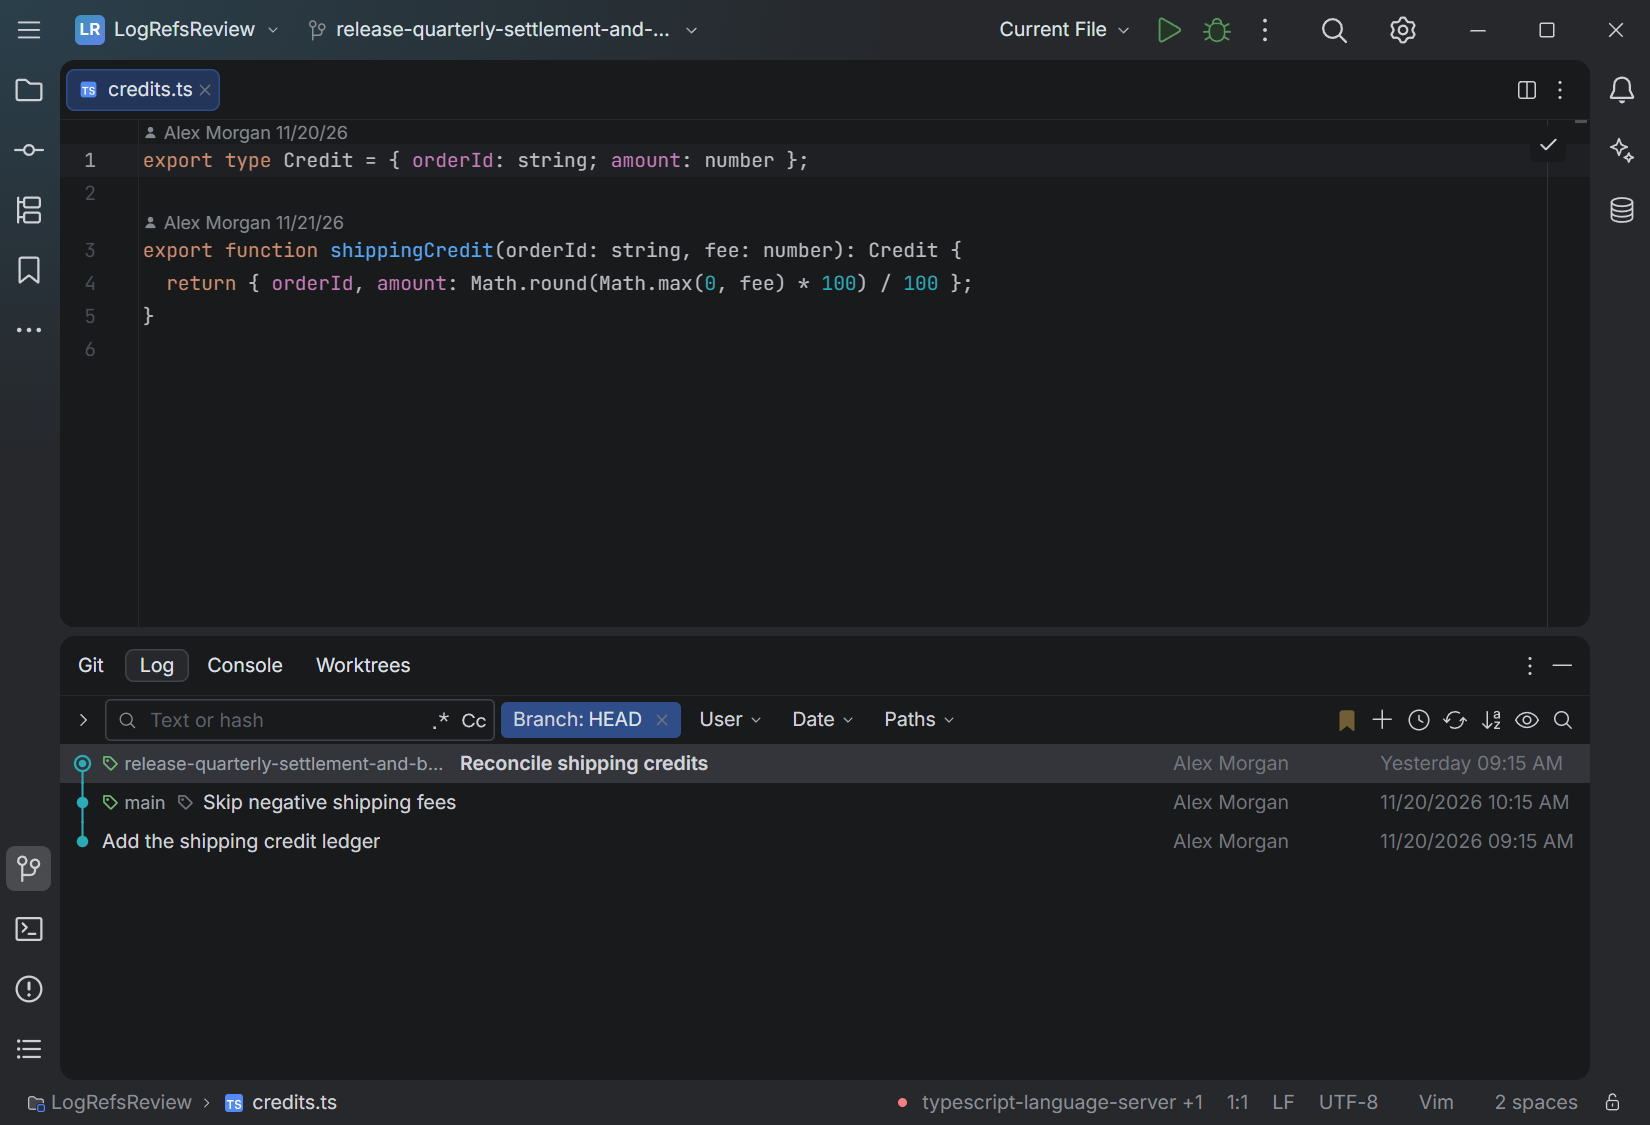 LR LogRefsReview release-quarterly-settlement-and-... Current File
TS credits.ts
Alex Morgan 11/20/26
1 export type Credit = { orderId: string; amount: number };
2
Alex Morgan 11/21/26
3 export function shippingCredit(orderId: string, fee: number): Credit {
4 return { orderId, amount: Math.round(Math.max(0, fee) * 100) / 100 };
5 }
6
Git Log Console Worktrees
Text or hash .* Cc Branch: HEAD User Date Paths
release-quarterly-settlement-and-b... Reconcile shipping credits Alex Morgan Yesterday 09:15 AM
main Skip negative shipping fees Alex Morgan 11/20/2026 10:15 AM
Add the shipping credit ledger Alex Morgan 11/20/2026 09:15 AM
LogRefsReview TS credits.ts typescript-language-server +1 1:1 LF UTF-8 Vim 2 spaces